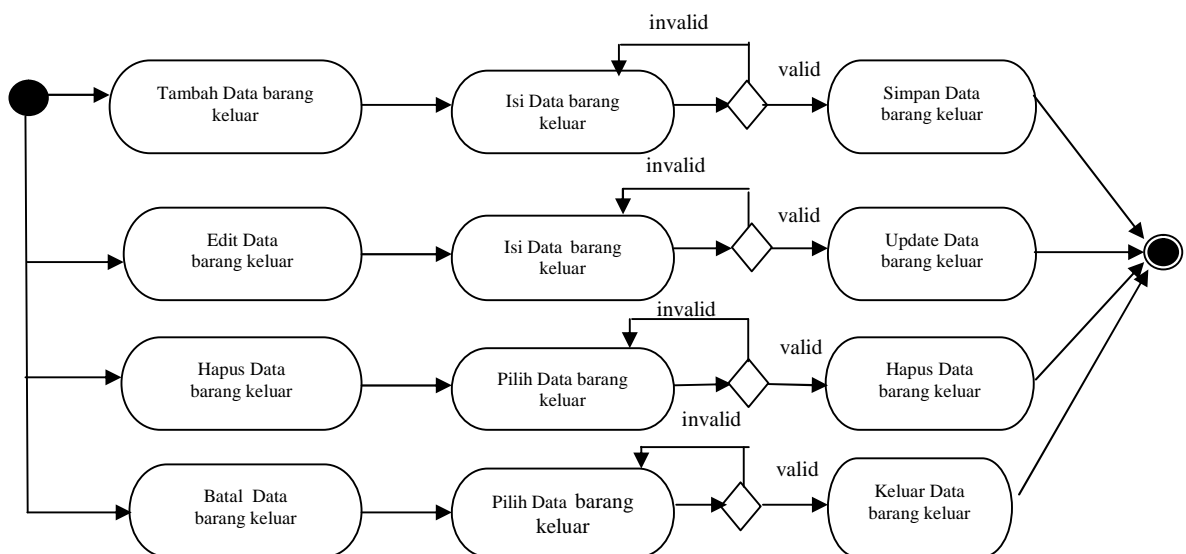 invalid
Tambah Data barang
keluar
Isi Data barang
keluar
valid
Simpan Data
barang keluar
invalid
Edit Data
barang keluar
Isi Data barang
keluar
valid
Update Data
barang keluar
invalid
Hapus Data
barang keluar
Pilih Data barang
keluar
valid
Hapus Data
barang keluar
invalid
Batal Data
barang keluar
Pilih Data barang
keluar
valid
Keluar Data
barang keluar